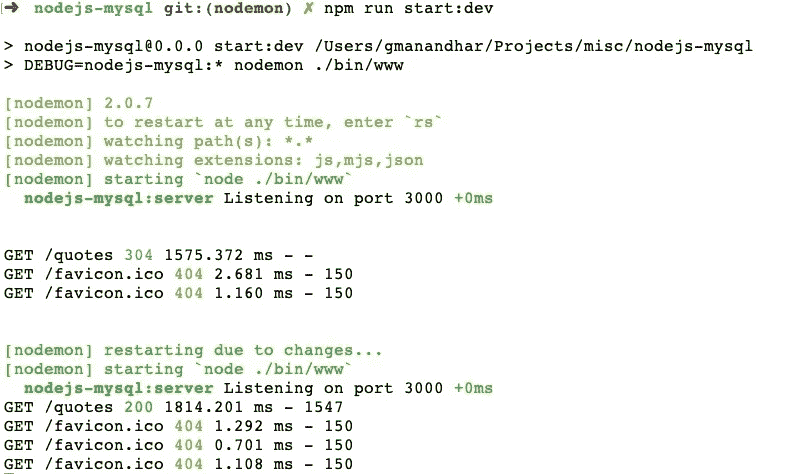 ➜ nodejs-mysql git:(nodemon) ✗ npm run start:dev
> nodejs-mysql@0.0.0 start:dev /Users/gmanandhar/Projects/misc/nodejs-mysql
> DEBUG=nodejs-mysql:* nodemon ./bin/www
[nodemon] 2.0.7
[nodemon] to restart at any time, enter `rs`
[nodemon] watching path(s): *.*
[nodemon] watching extensions: js,mjs,json
[nodemon] starting `node ./bin/www`
nodejs-mysql:server Listening on port 3000 +0ms
GET /quotes 304 1575.372 ms - -
GET /favicon.ico 404 2.681 ms - 150
GET /favicon.ico 404 1.160 ms - 150
[nodemon] restarting due to changes...
[nodemon] starting `node ./bin/www`
nodejs-mysql:server Listening on port 3000 +0ms
GET /quotes 200 1814.201 ms - 1547
GET /favicon.ico 404 1.292 ms - 150
GET /favicon.ico 404 0.701 ms - 150
GET /favicon.ico 404 1.108 ms - 150